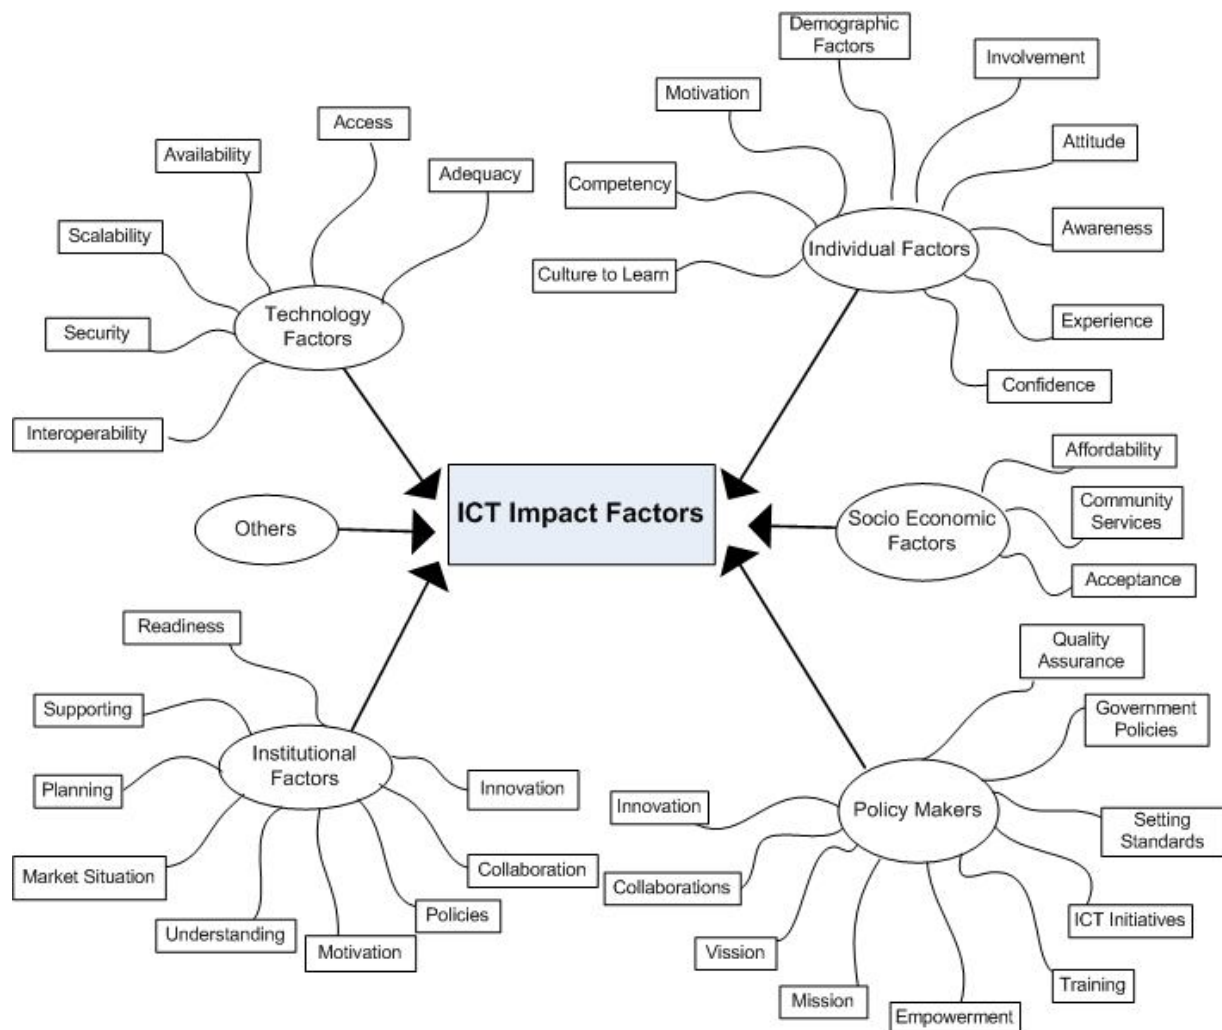 Demographic
Factors
Involvement
Motivation
Access
Attitude
Availability
Adequacy
Competency
Awareness
Scalability
Individual Factors
Culture to Learn
Technology
Factors
Security
Experience
Confidence
Interoperability
Affordability
ICT Impact Factors
Community
Services
Others
Socio Economic
Factors
Acceptance
Readiness
Quality
Assurance
Supporting
Government
Policies
Institutional
Factors
Planning
Innovation
Innovation
Policy Makers
Setting
Standards
Market Situation
Collaboration
Collaborations
Policies
ICT Initiatives
Understanding
Motivation
Vission
Training
Mission
Empowerment